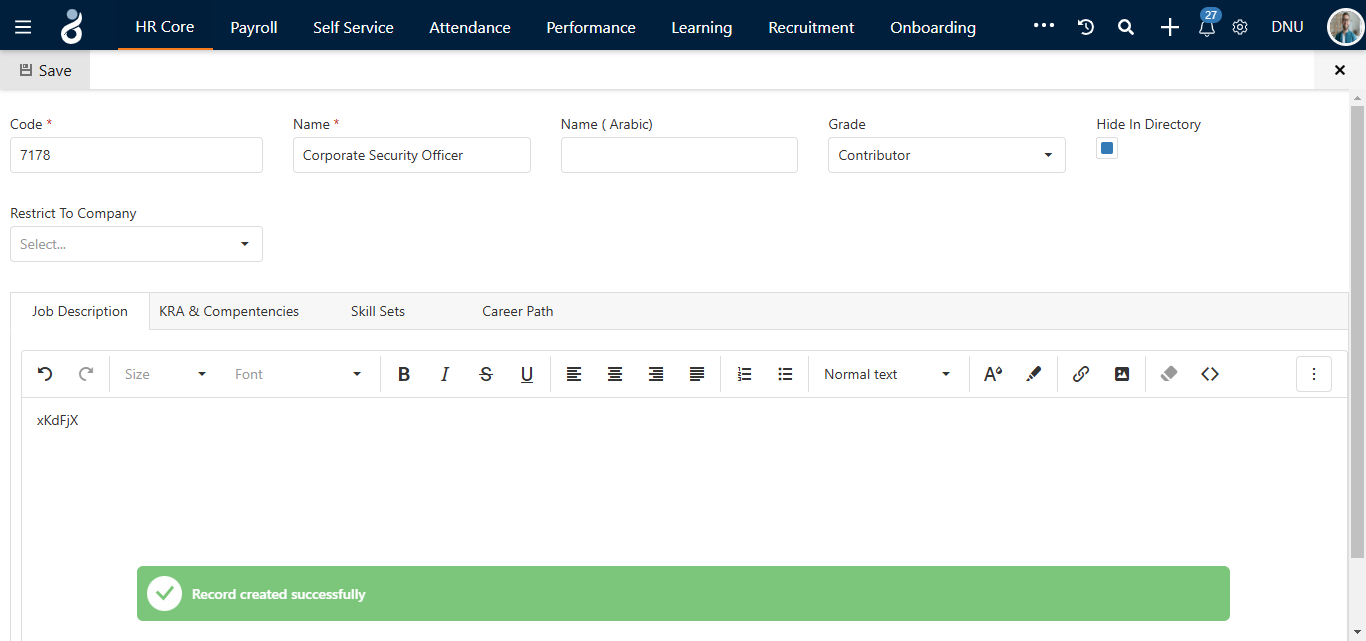 HR Core Payroll Self Service Attendance Performance Learning Recruitment Onboarding 27 DNU
Save
Code * Name * Name ( Arabic) Grade Hide In Directory
7178 Corporate Security Officer Contributor
Restrict To Company
Select...
Job Description KRA & Compentencies Skill Sets Career Path
Size Font B I S U Normal text
xKdFjX
Record created successfully